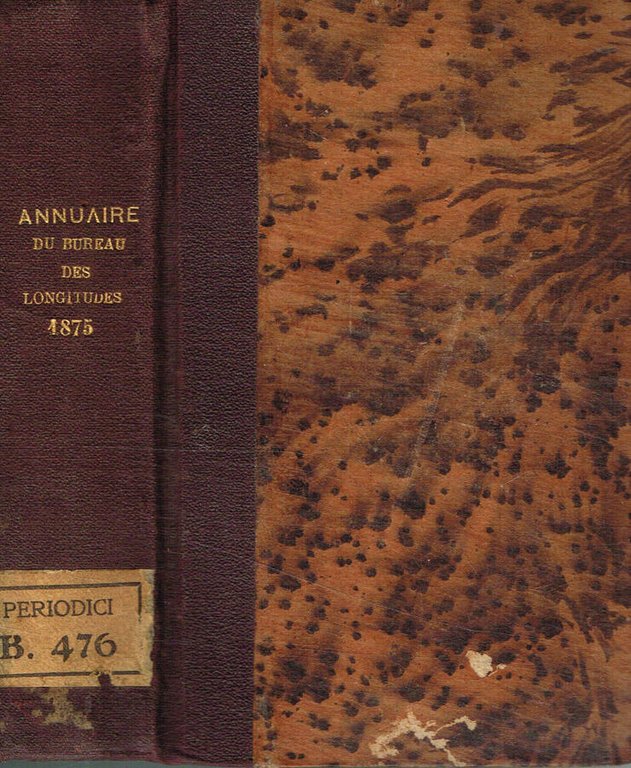 ANNUAIRE
DU BUREAU
DES
LONGITUDES
1875
PERIODICI
B. 476